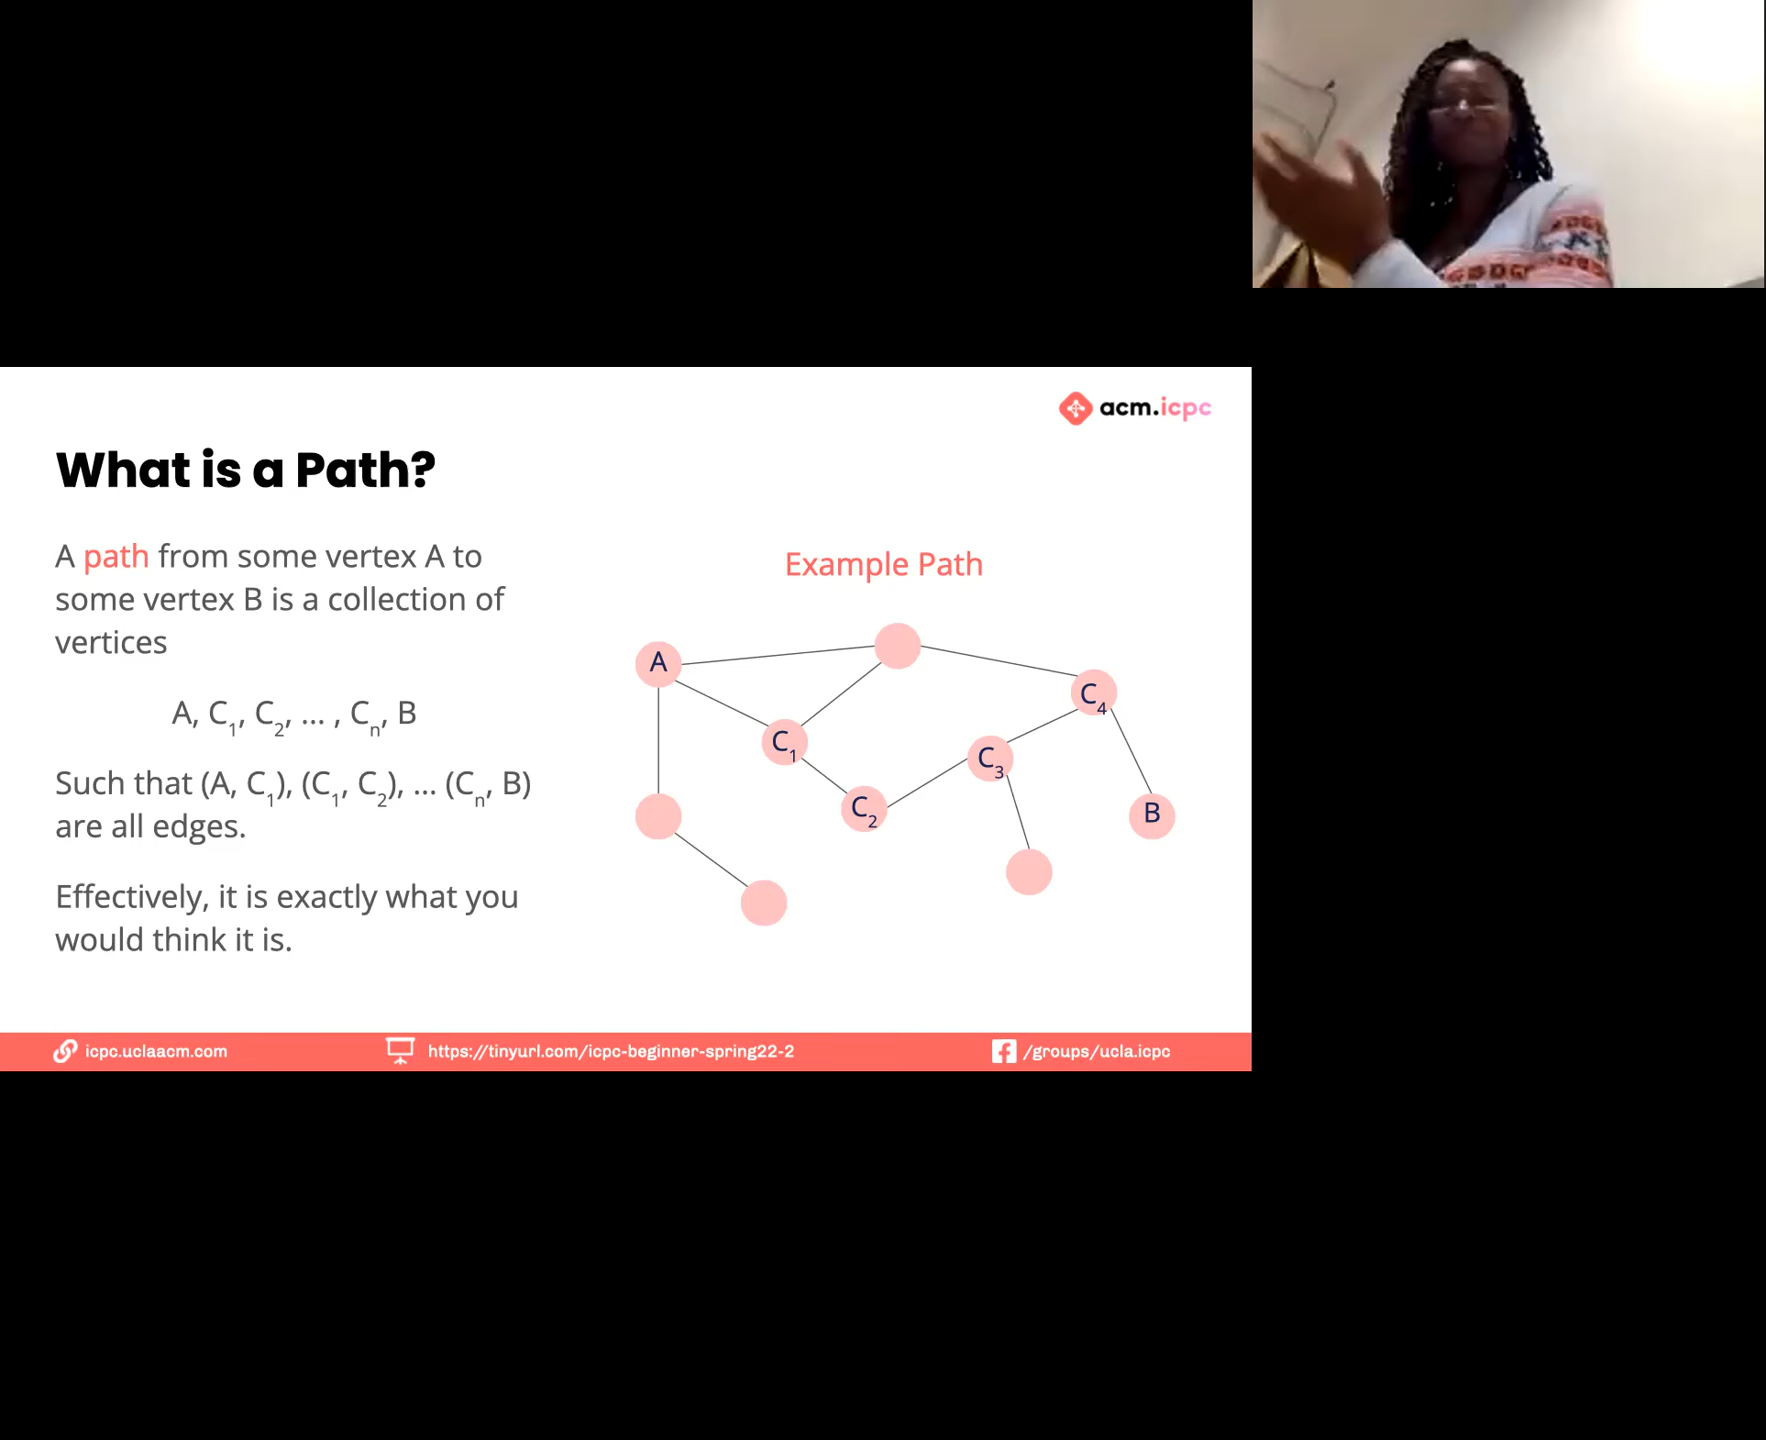 acm.icpc
What is a Path?
A path from some vertex A to
some vertex B is a collection of
vertices
A, C1, C2, ... , Cn, B
Such that (A, C1), (C1, C2), ... (Cn, B)
are all edges.
Effectively, it is exactly what you
would think it is.
Example Path
A
C4
C1
C3
C2
B
icpc.uclaacm.com
https://tinyurl.com/icpc-beginner-spring22-2
/groups/ucla.icpc